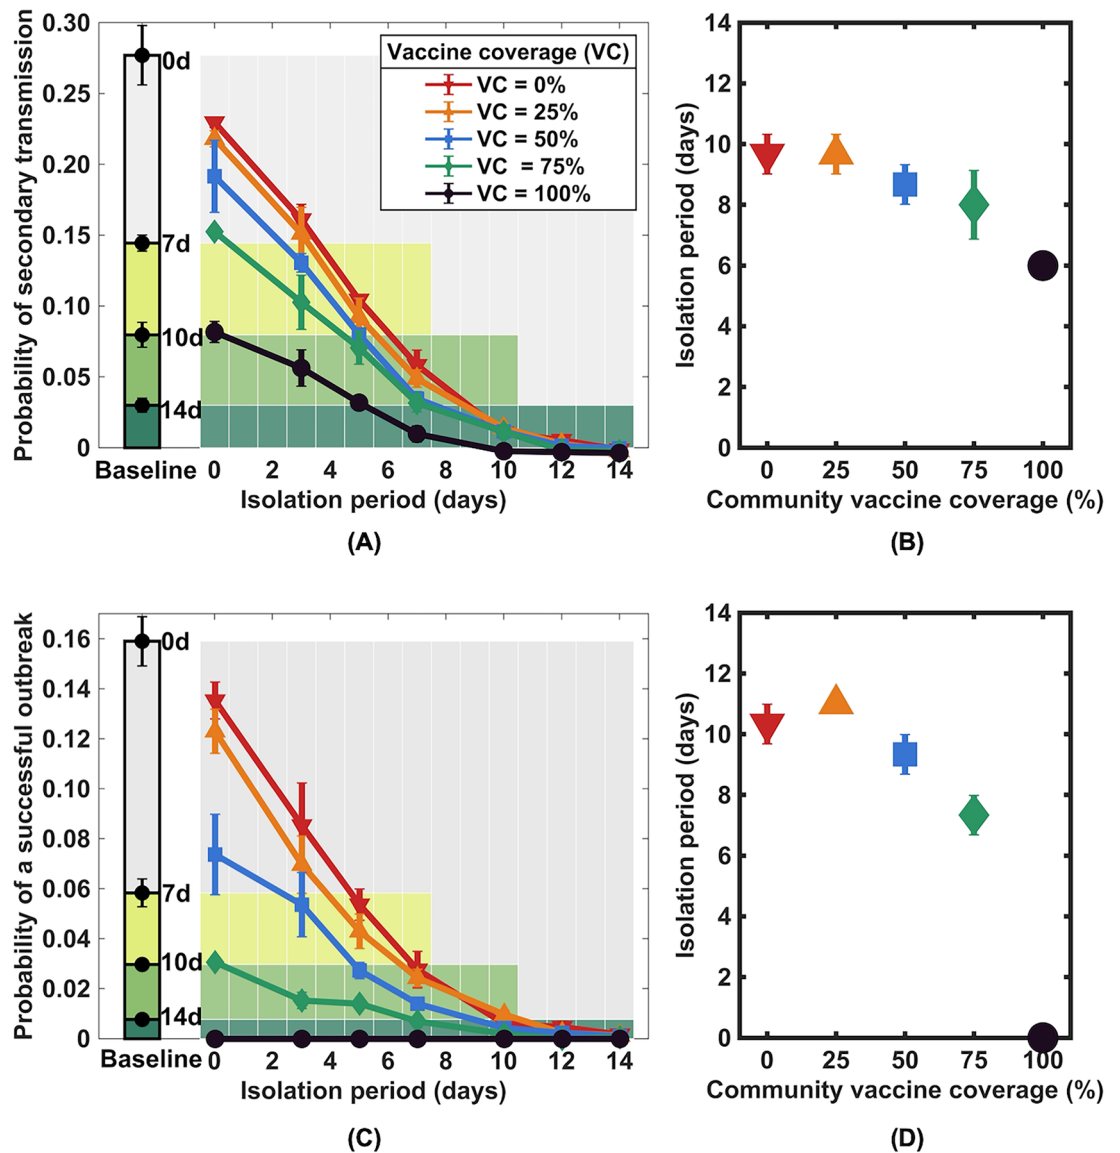 Probability of secondary transmission
0.30
0.25
0.20
0.15
0.10
0.05
0
0d
7d
10d
14d
Baseline
Vaccine coverage (VC)
VC = 0%
VC = 25%
VC = 50%
VC = 75%
VC = 100%
0 2 4 6 8 10 12 14
Isolation period (days)
(A)
Isolation period (days)
14
12
10
8
6
4
2
0
0 25 50 75 100
Community vaccine coverage (%)
(B)
Probability of a successful outbreak
0.16
0.14
0.12
0.10
0.08
0.06
0.04
0.02
0
0d
7d
10d
14d
Baseline
0 2 4 6 8 10 12 14
Isolation period (days)
(C)
Isolation period (days)
14
12
10
8
6
4
2
0
0 25 50 75 100
Community vaccine coverage (%)
(D)